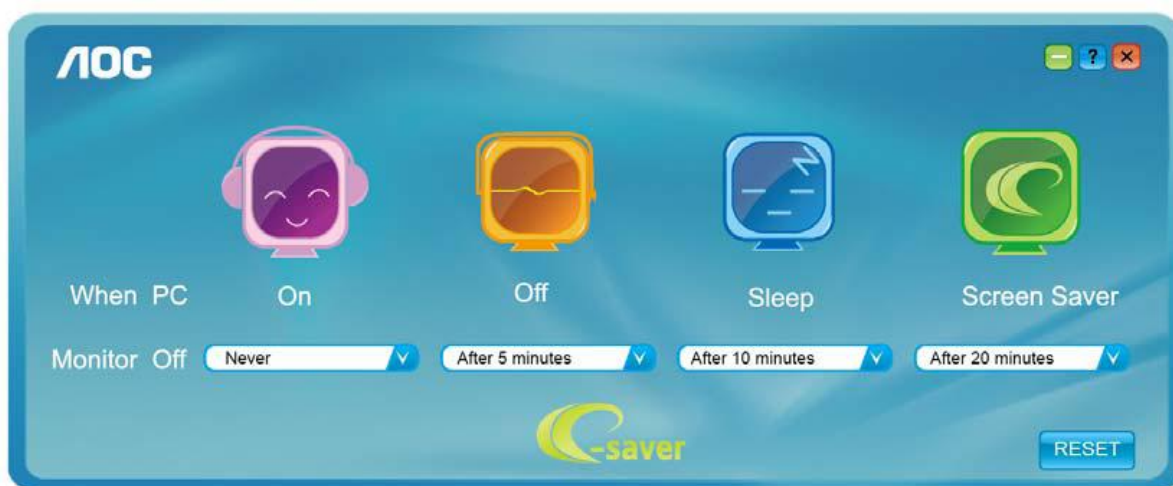 AOC
?
When PC On Off Sleep Screen Saver
Monitor Off Never After 5 minutes After 10 minutes After 20 minutes
e-saver
RESET